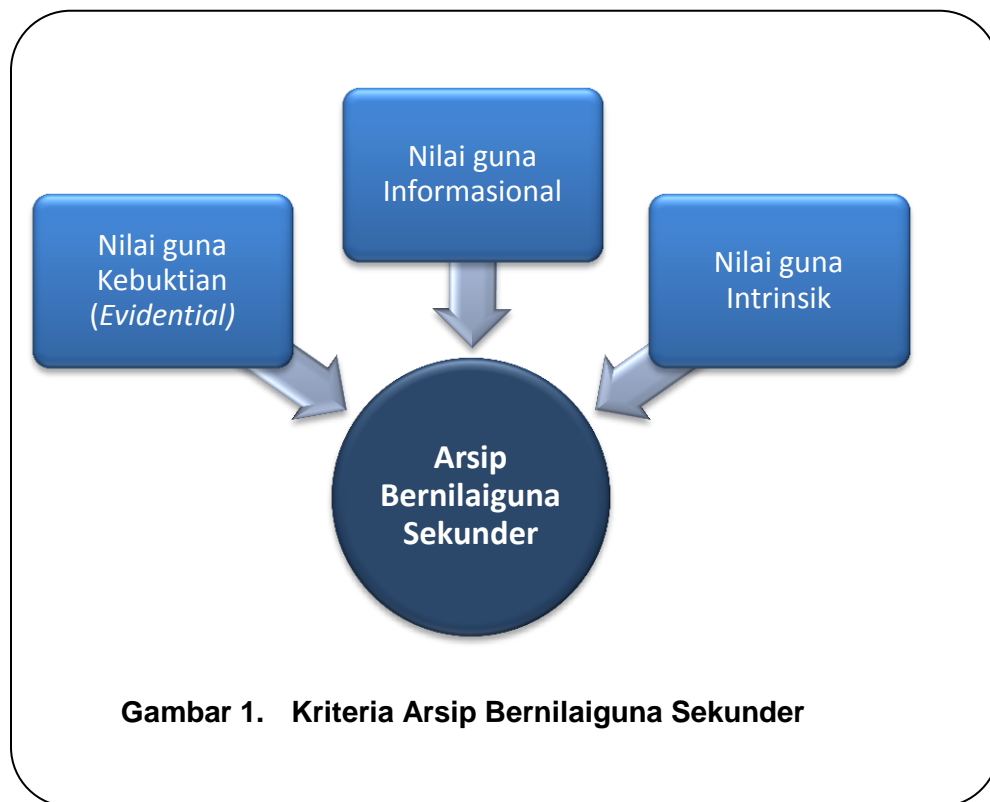 Nilai guna
Informasional
Nilai guna
Kebuktian
(Evidential)
Nilai guna
Intrinsik
Arsip
Bernilaiguna
Sekunder
Gambar 1. Kriteria Arsip Bernilaiguna Sekunder